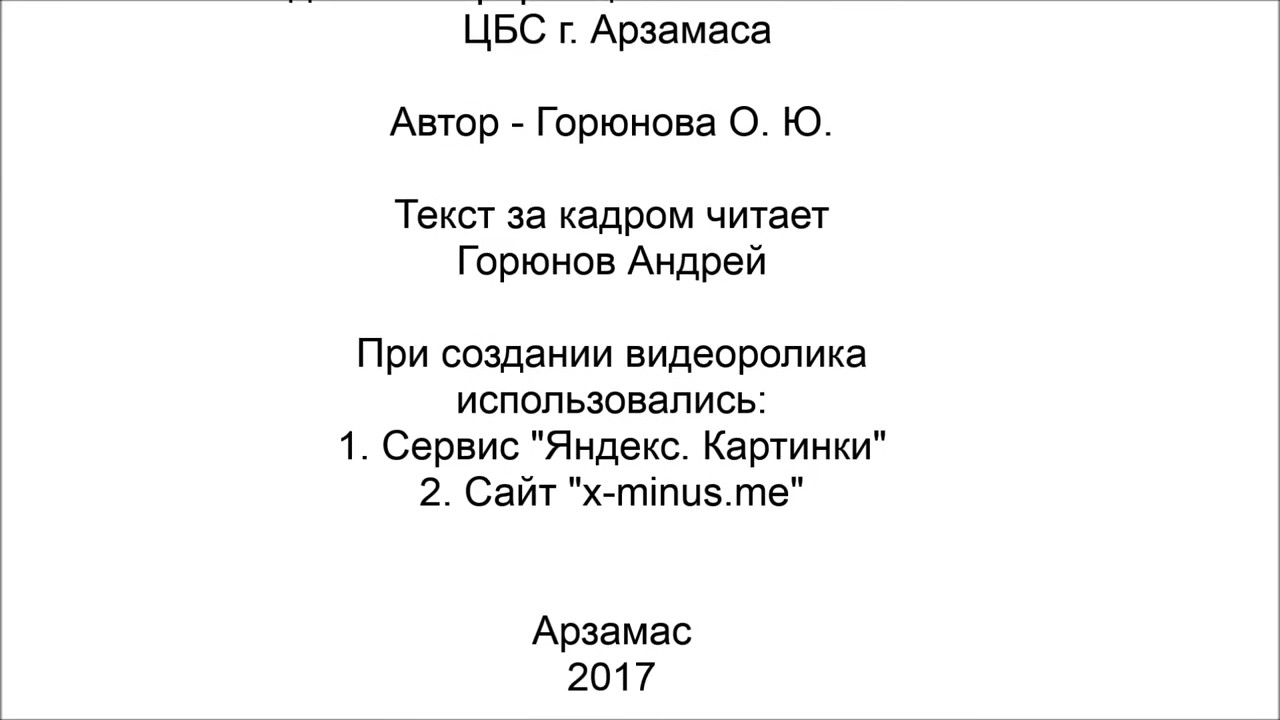 ЦБС г. Арзамаса
Автор - Горюнова О. Ю.
Текст за кадром читает
Горюнов Андрей
При создании видеоролика
использовались:
1. Сервис "Яндекс. Картинки"
2. Сайт "x-minus.me"
Арзамас
2017